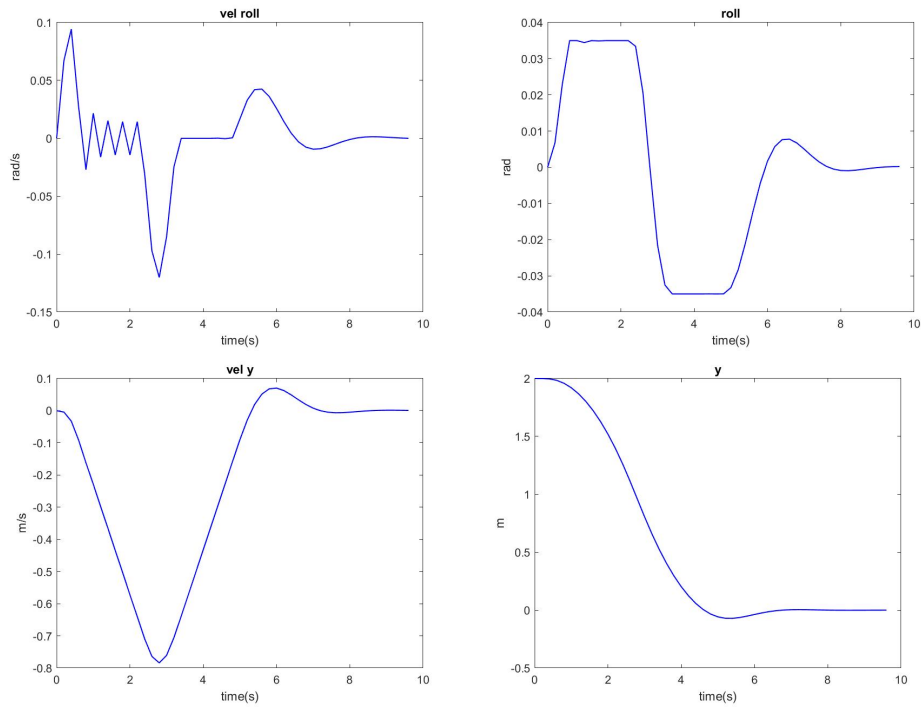 vel roll
0.1
0.05
0
-0.05
-0.1
-0.15
rad/s
0 2 4 6 8 10
time(s)
roll
0.04
0.03
0.02
0.01
0
-0.01
-0.02
-0.03
-0.04
rad
0 2 4 6 8 10
time(s)
vel y
0.1
0
-0.1
-0.2
-0.3
-0.4
-0.5
-0.6
-0.7
-0.8
m/s
0 2 4 6 8 10
time(s)
y
2
1.5
1
0.5
0
-0.5
m
0 2 4 6 8 10
time(s)